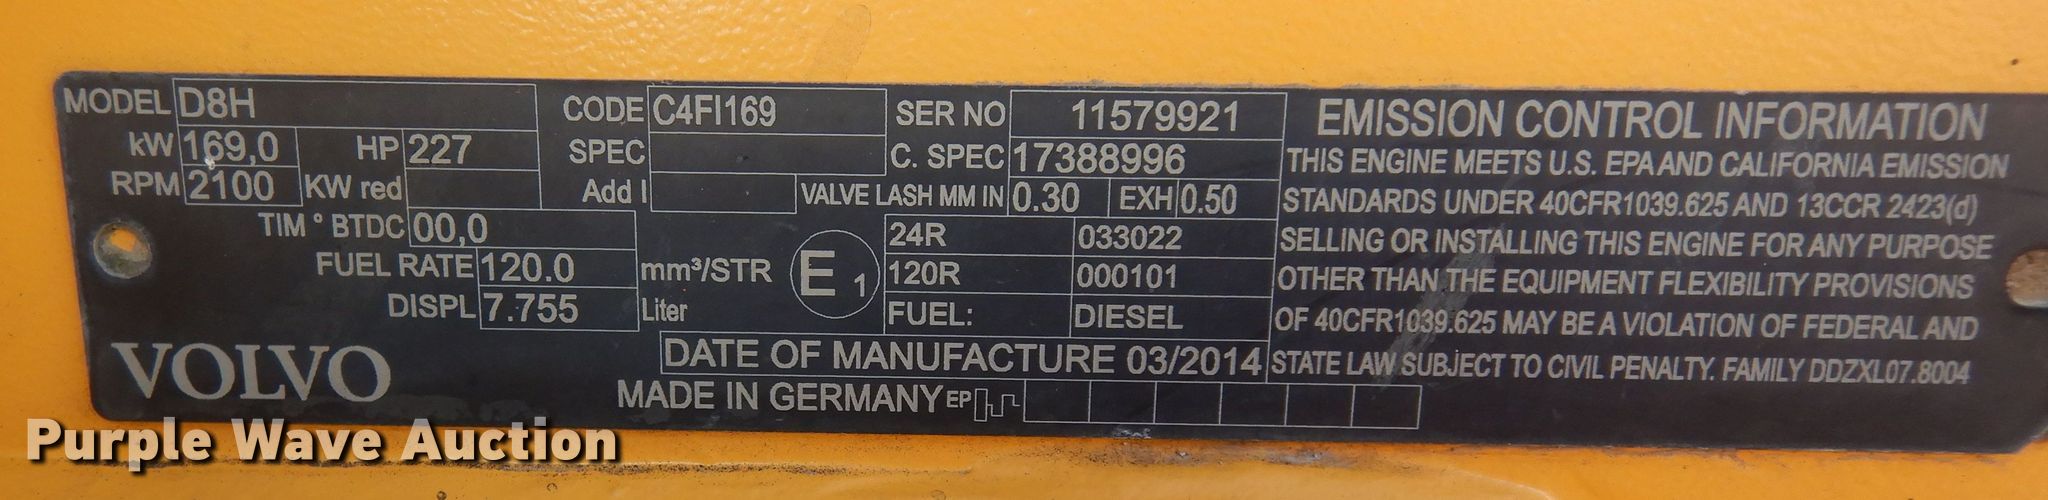 MODEL D8H CODE C4FI169 SER NO 11579921
kW 169,0 HP 227 SPEC C. SPEC 17388996
RPM 2100 KW red Add I VALVE LASH MM IN 0.30 EXH 0.50
TIM ° BTDC 00,0 24R 033022
FUEL RATE 120.0 mm³/STR E 1 120R 000101
DISPL 7.755 Liter FUEL: DIESEL
VOLVO DATE OF MANUFACTURE 03/2014
MADE IN GERMANY EP
EMISSION CONTROL INFORMATION
THIS ENGINE MEETS U.S. EPA AND CALIFORNIA EMISSION
STANDARDS UNDER 40CFR1039.625 AND 13CCR 2423(d)
SELLING OR INSTALLING THIS ENGINE FOR ANY PURPOSE
OTHER THAN THE EQUIPMENT FLEXIBILITY PROVISIONS
OF 40CFR1039.625 MAY BE A VIOLATION OF FEDERAL AND
STATE LAW SUBJECT TO CIVIL PENALTY. FAMILY DDZXL07.8004
Purple Wave Auction